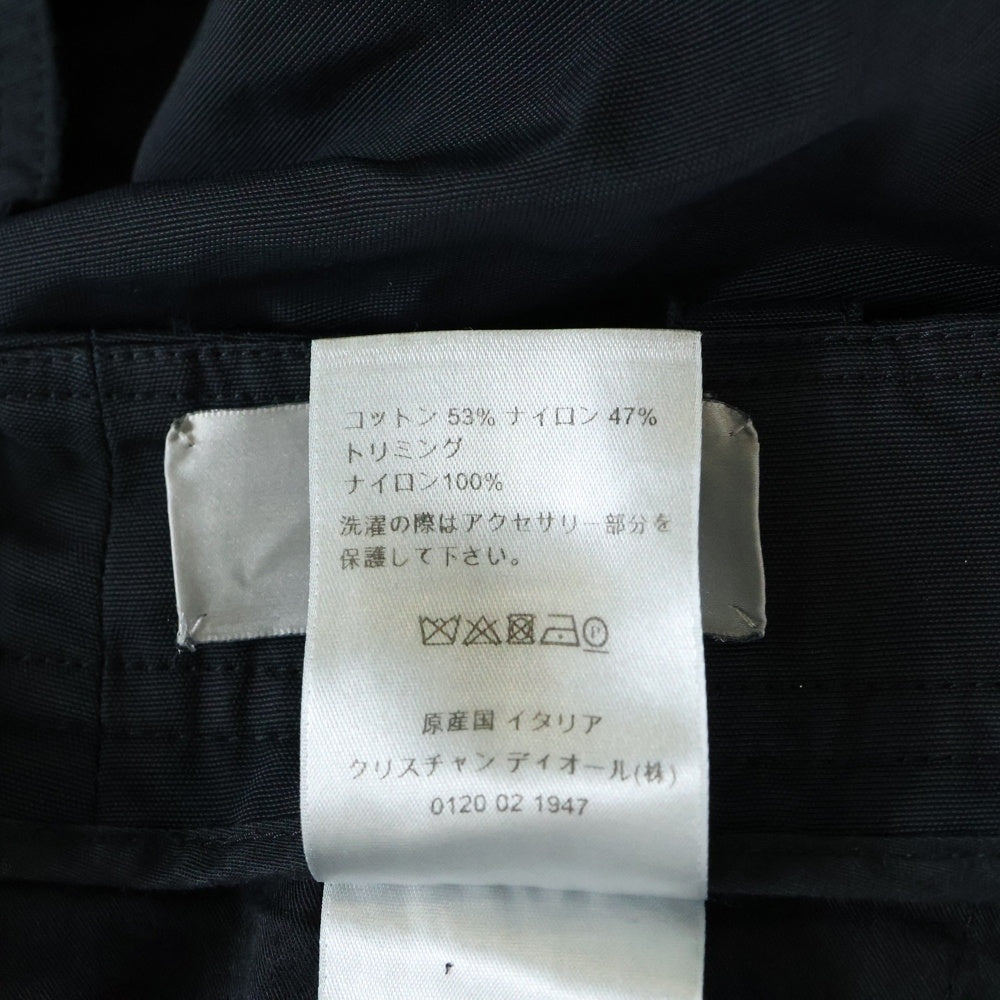 コットン 53% ナイロン 47%
トリミング
ナイロン100%
洗濯の際はアクセサリー部分を
保護して下さい。
P
原産国 イタリア
クリスチャン ディオール(株)
0120 02 1947